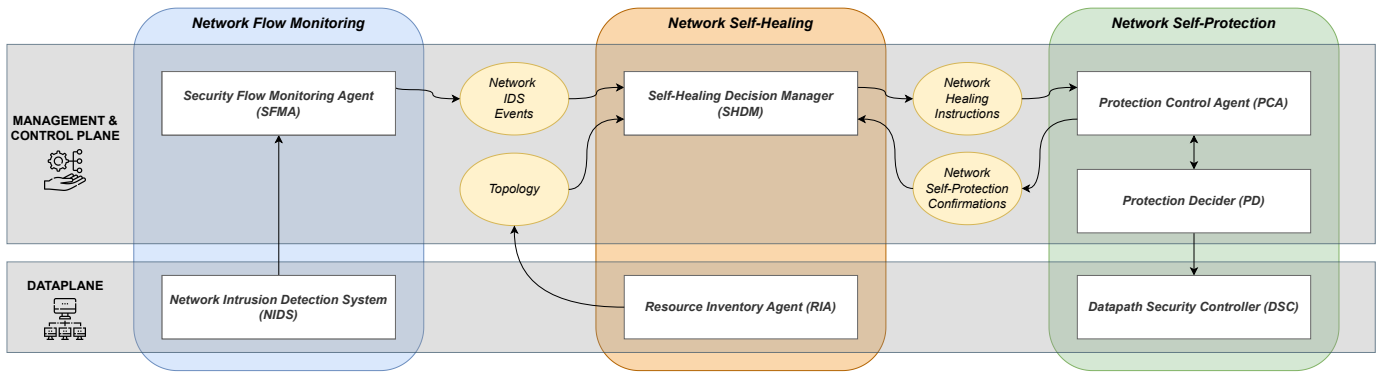 Network Flow Monitoring
Network Self-Healing
Network Self-Protection
MANAGEMENT &
CONTROL PLANE
Security Flow Monitoring Agent
(SFMA)
Network
IDS
Events
Self-Healing Decision Manager
(SHDM)
Network
Healing
Instructions
Protection Control Agent (PCA)
Topology
Network
Self-Protection
Confirmations
Protection Decider (PD)
DATAPLANE
Network Intrusion Detection System
(NIDS)
Resource Inventory Agent (RIA)
Datapath Security Controller (DSC)